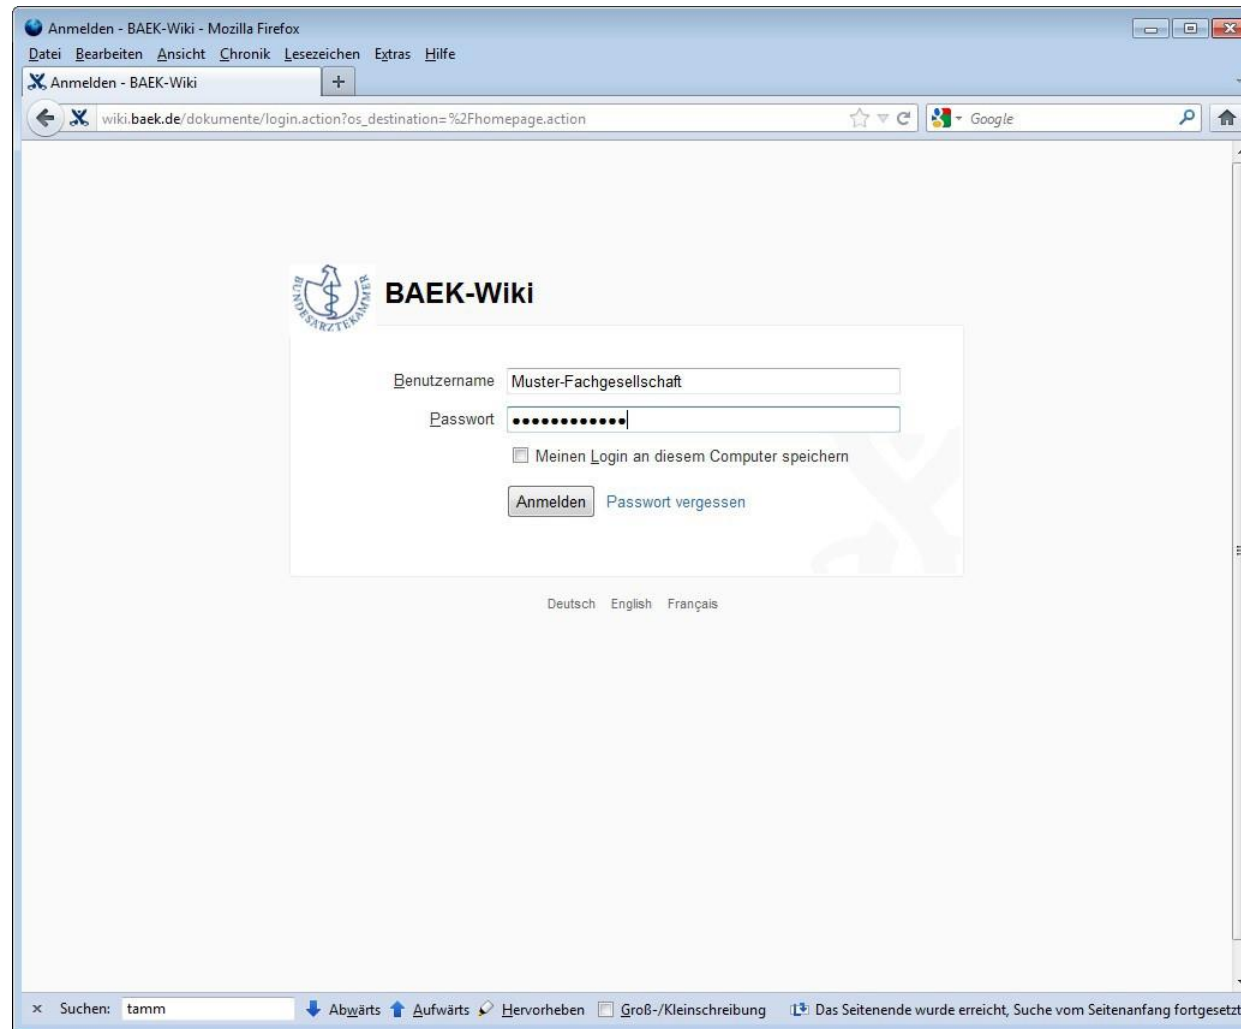 Anmelden - BAEK-Wiki - Mozilla Firefox
Datei Bearbeiten Ansicht Chronik Lesezeichen Extras Hilfe
Anmelden - BAEK-Wiki
wiki.baek.de/dokumente/login.action?os_destination=%2Fhomepage.action Google
BUNDESÄRZTEKAMMER
BAEK-Wiki
Benutzername Muster-Fachgesellschaft
Passwort ••••••••••••
Meinen Login an diesem Computer speichern
Anmelden Passwort vergessen
Deutsch English Français
× Suchen: tamm Abwärts Aufwärts Hervorheben Groß-/Kleinschreibung Das Seitenende wurde erreicht, Suche vom Seitenanfang fortgesetzt